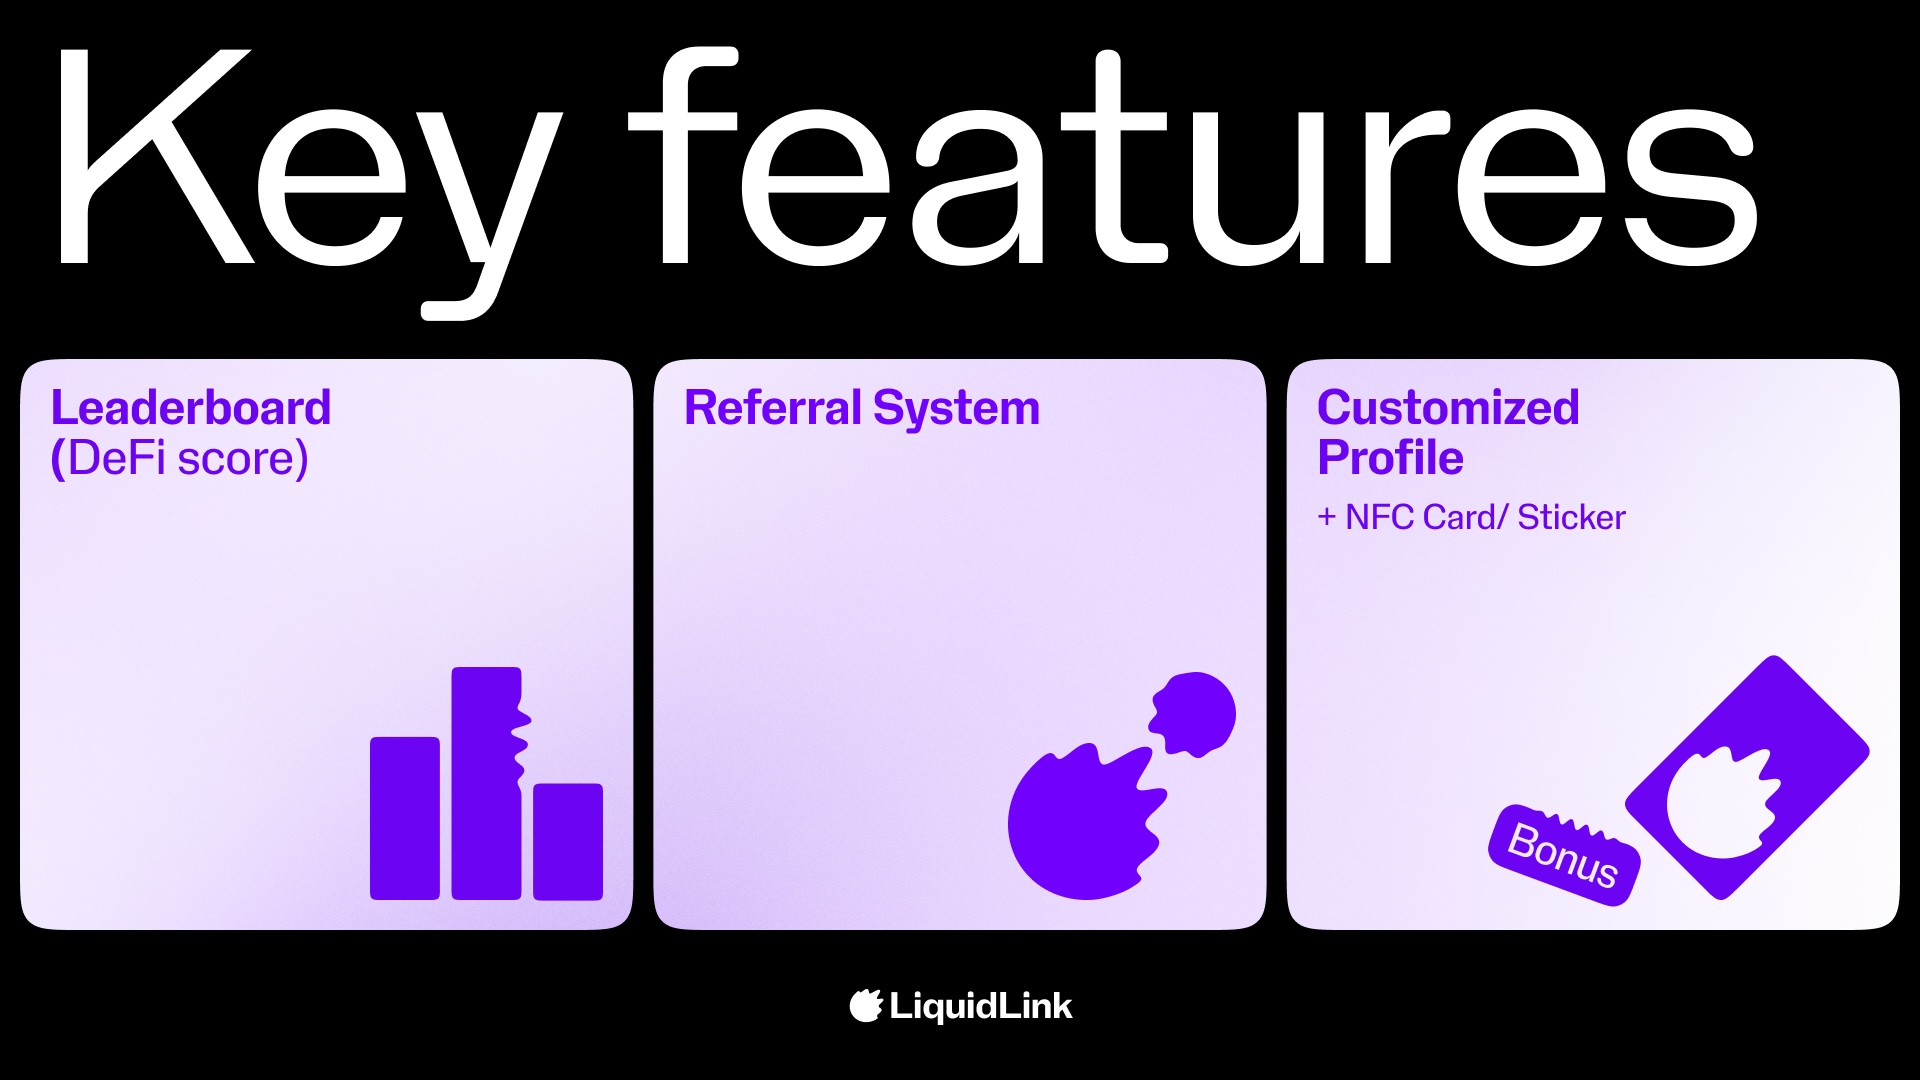 Key features
Leaderboard
(DeFi score)
Referral System
Customized
Profile
+ NFC Card/ Sticker
Bonus
LiquidLink